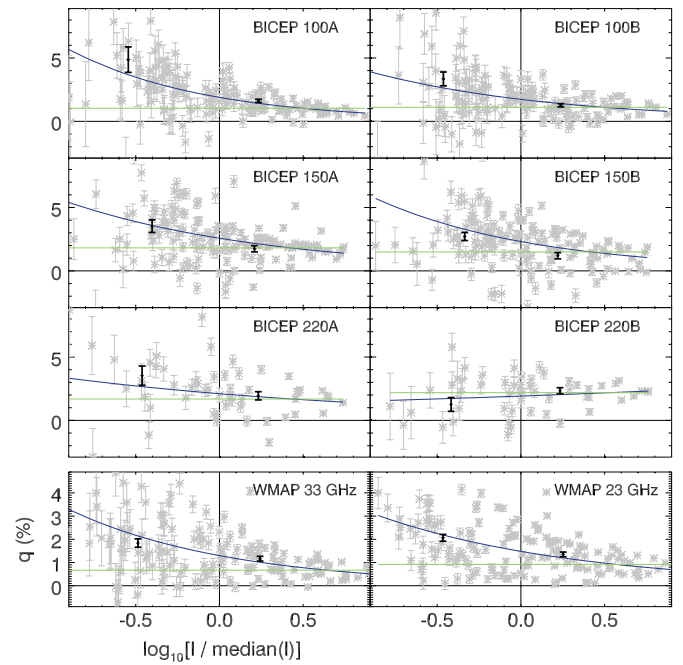 BICEP 100A
BICEP 100B
5
0
BICEP 150A
BICEP 150B
5
0
BICEP 220A
BICEP 220B
5
0
WMAP 33 GHz
WMAP 23 GHz
4
3
2
1
0
q (%)
-0.5 0.0 0.5 -0.5 0.0 0.5
log10[I / median(I)]